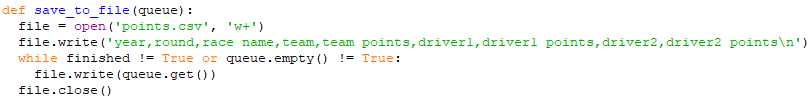 def save_to_file(queue):
  file = open('points.csv', 'w+')
  file.write('year,round,race name,team,team points,driver1,driver1 points,driver2,driver2 points\n')
  while finished != True or queue.empty() != True:
    file.write(queue.get())
  file.close()